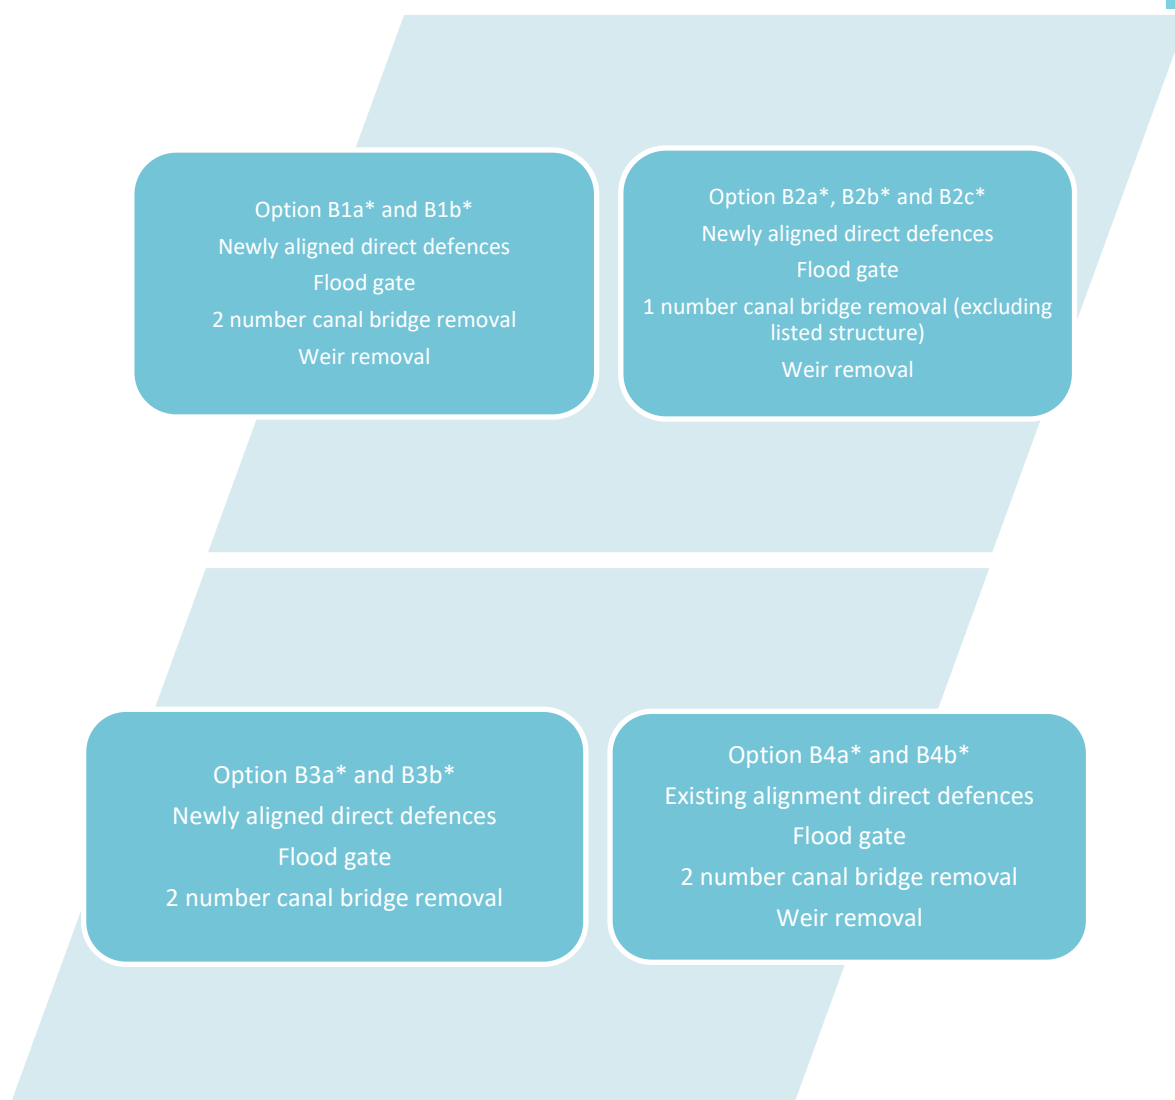 Option B1a* and B1b*
Newly aligned direct defences
Flood gate
2 number canal bridge removal
Weir removal
Option B2a*, B2b* and B2c*
Newly aligned direct defences
Flood gate
1 number canal bridge removal (excluding
listed structure)
Weir removal
Option B3a* and B3b*
Newly aligned direct defences
Flood gate
2 number canal bridge removal
Option B4a* and B4b*
Existing alignment direct defences
Flood gate
2 number canal bridge removal
Weir removal